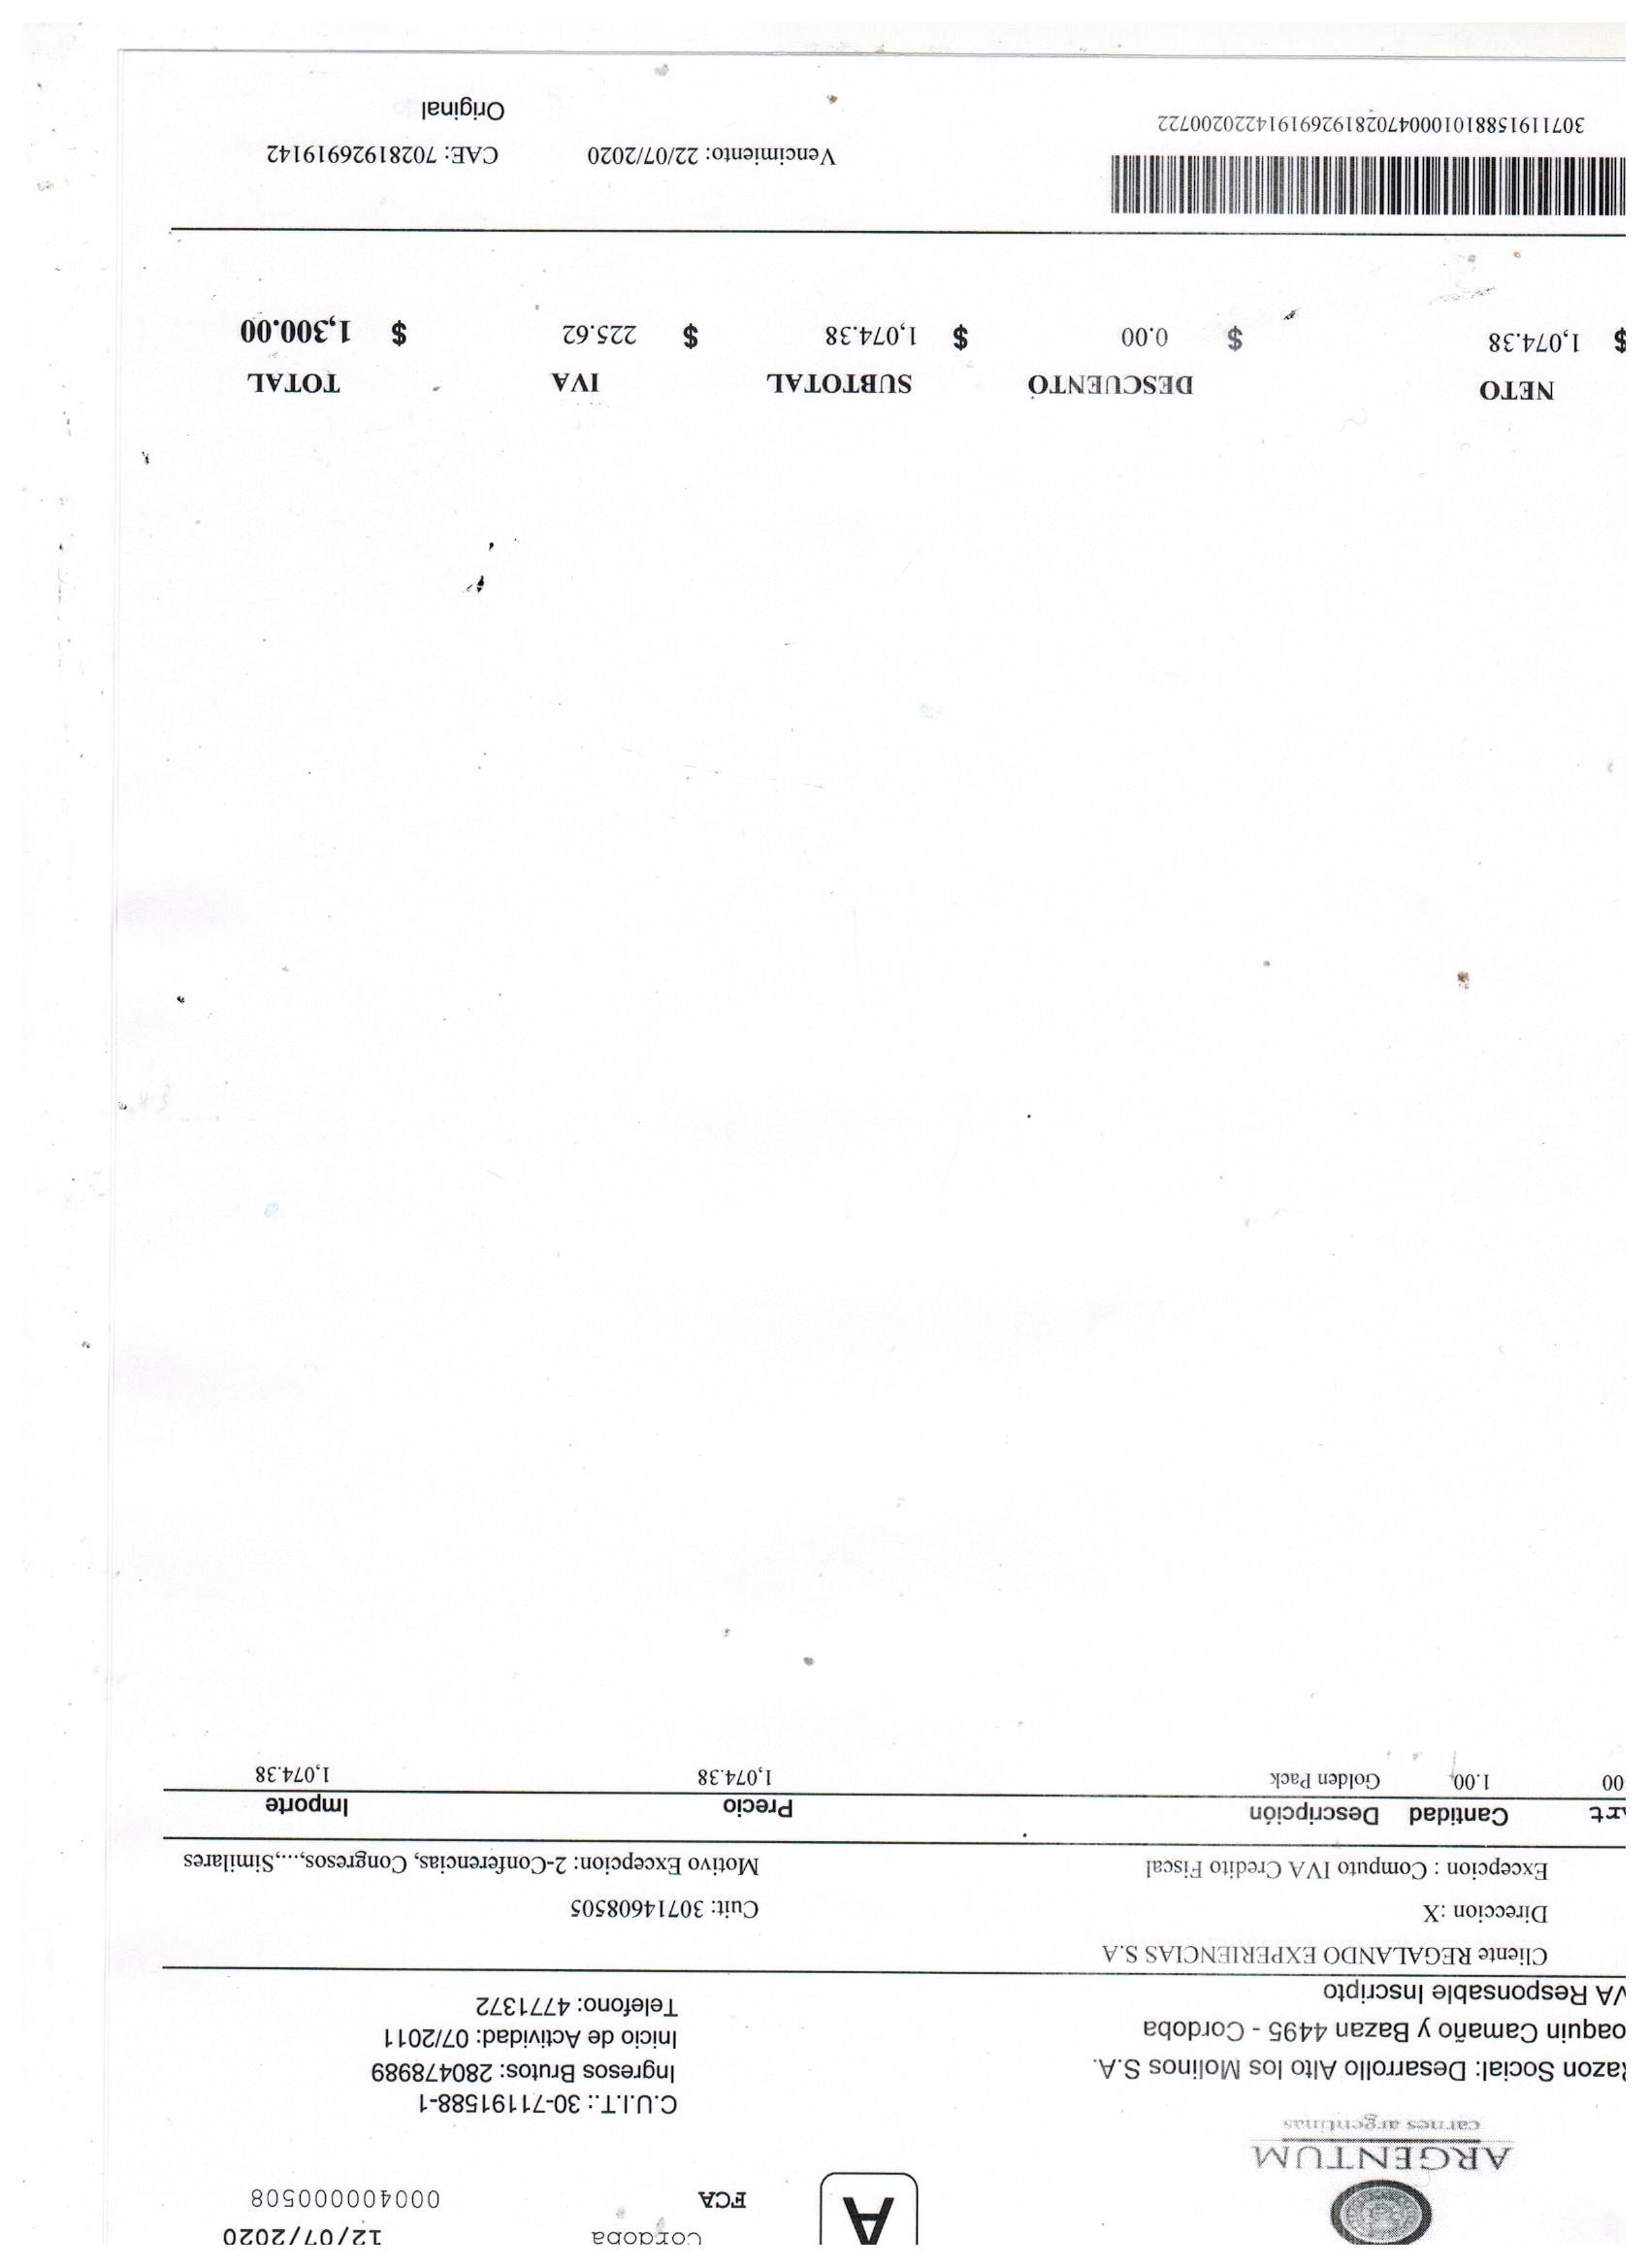 Cordoba 12/07/2020
A
FCA 000400000508
ARGENTUM
carnes argentinas
C.U.I.T.: 30-71191588-1
Razon Social: Desarrollo Alto los Molinos S.A. Ingresos Brutos: 280478989
oaquin Camaño y Bazan 4495 - Cordoba Inicio de Actividad: 07/2011
VA Responsable Inscripto Telefono: 4771372
Cliente REGALANDO EXPERIENCIAS S.A
Direccion :X Cuit: 30714608505
Excepcion : Computo IVA Credito Fiscal Motivo Excepcion: 2-Conferencias, Congresos,...,Similares
Art Cantidad Descripción Precio Importe
00 1.00 Golden Pack 1,074.38 1,074.38
NETO DESCUENTO SUBTOTAL IVA TOTAL
$ 1,074.38 $ 0.00 $ 1,074.38 $ 225.62 $ 1,300.00
Vencimiento: 22/07/2020 CAE: 70281926919142
3071191588101000470281926919142202007​22
Original